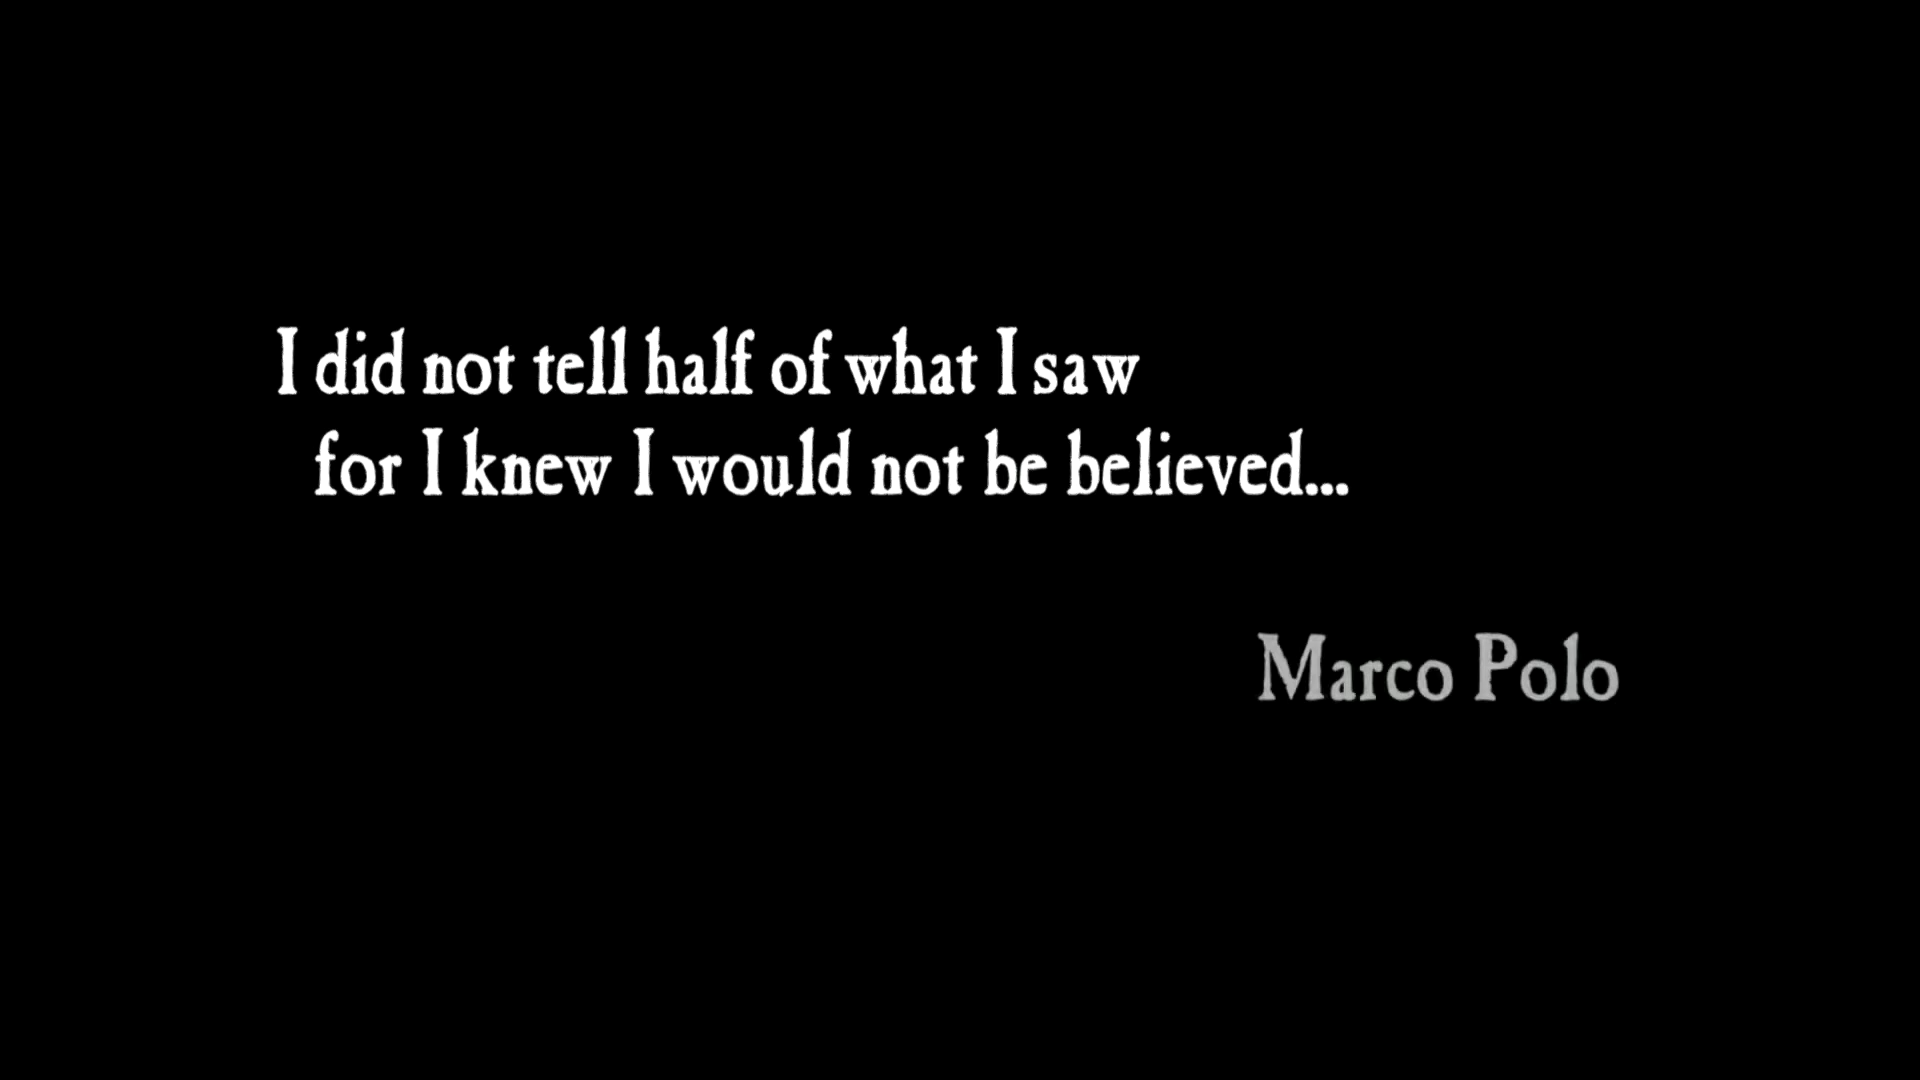 I did not tell half of what I saw
for I knew I would not be believed...
Marco Polo